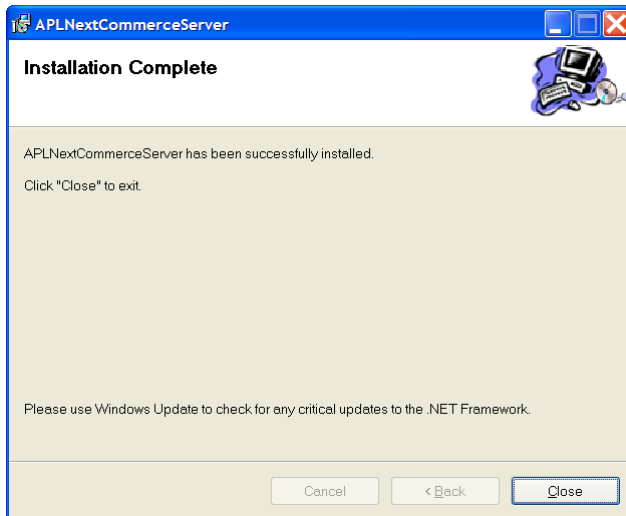 APLNextCommerceServer
Installation Complete
APLNextCommerceServer has been successfully installed.
Click "Close" to exit.
Please use Windows Update to check for any critical updates to the .NET Framework.
Cancel
< Back
Close